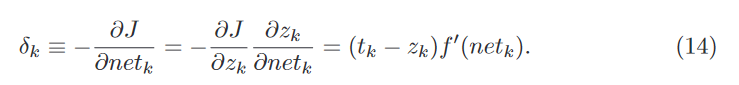 δ_k ≡ −∂J/∂net_k = −∂J/∂z_k ∂z_k/∂net_k = (t_k − z_k)f′(net_k). (14)